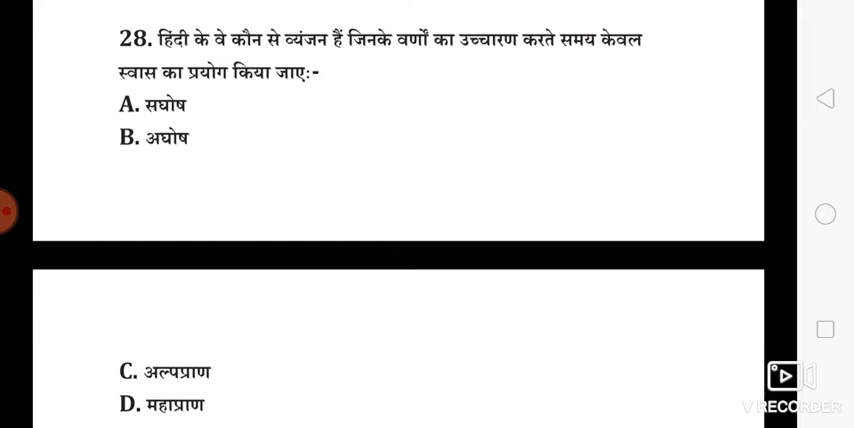 28. हिंदी के वे कौन से व्यंजन हैं जिनके वर्णों का उच्चारण करते समय केवल
स्वास का प्रयोग किया जाए:-
A. सघोष
B. अघोष
C. अल्पप्राण
D. महाप्राण
V RECORDER